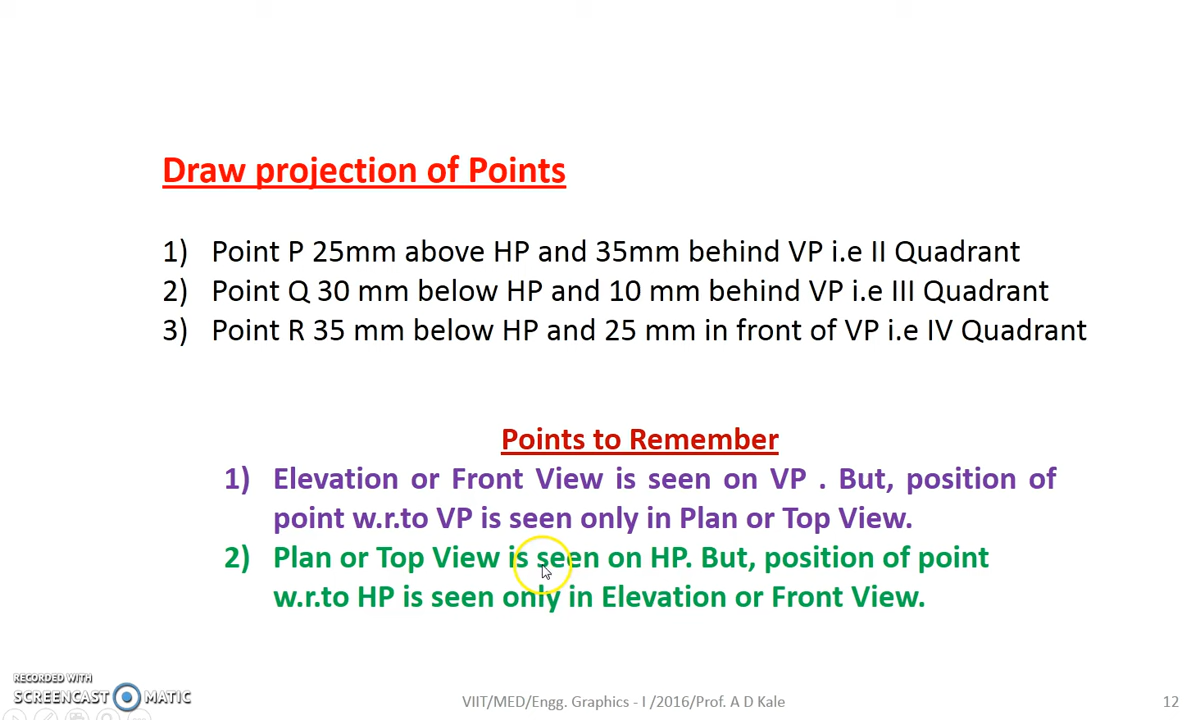 Draw projection of Points
1) Point P 25mm above HP and 35mm behind VP i.e II Quadrant
2) Point Q 30 mm below HP and 10 mm behind VP i.e III Quadrant
3) Point R 35 mm below HP and 25 mm in front of VP i.e IV Quadrant
Points to Remember
1) Elevation or Front View is seen on VP . But, position of
point w.r.to VP is seen only in Plan or Top View.
2) Plan or Top View is seen on HP. But, position of point
w.r.to HP is seen only in Elevation or Front View.
RECORDED WITH
SCREENCAST MATIC
VIIT/MED/Engg. Graphics - I /2016/Prof. A D Kale
12